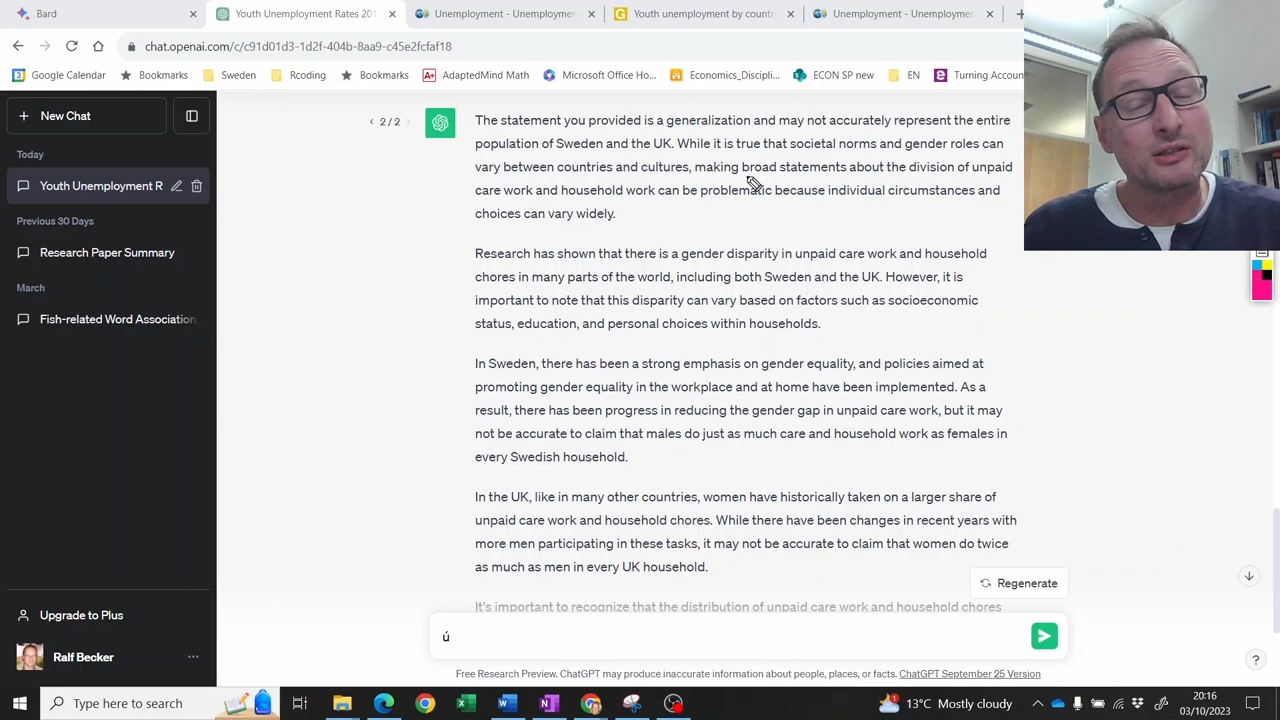 Bard
Youth Unemployment Rates 201
Unemployment - Unemploymen
Youth unemployment by countr
Unemployment - Unemploymen
chat.openai.com/c/c91d01d3-1d2f-404b-8aa9-c45e2fcfaf18
Google Calendar
Bookmarks
Sweden
Rcoding
Bookmarks
AdaptedMind Math
Microsoft Office Ho...
Economics_Discipli...
ECON SP new
EN
Turning Accoun
New Chat
Today
Youth Unemployment R
Previous 30 Days
Research Paper Summary
March
Fish-related Word Association
Upgrade to Plus
Ralf Becker
2 / 2
The statement you provided is a generalization and may not accurately represent the entire
population of Sweden and the UK. While it is true that societal norms and gender roles can
vary between countries and cultures, making broad statements about the division of unpaid
care work and household work can be problematic because individual circumstances and
choices can vary widely.
Research has shown that there is a gender disparity in unpaid care work and household
chores in many parts of the world, including both Sweden and the UK. However, it is
important to note that this disparity can vary based on factors such as socioeconomic
status, education, and personal choices within households.
In Sweden, there has been a strong emphasis on gender equality, and policies aimed at
promoting gender equality in the workplace and at home have been implemented. As a
result, there has been progress in reducing the gender gap in unpaid care work, but it may
not be accurate to claim that males do just as much care and household work as females in
every Swedish household.
In the UK, like in many other countries, women have historically taken on a larger share of
unpaid care work and household chores. While there have been changes in recent years with
more men participating in these tasks, it may not be accurate to claim that women do twice
as much as men in every UK household.
It's important to recognize that the distribution of unpaid care work and household chores
Regenerate
ú
Free Research Preview. ChatGPT may produce inaccurate information about people, places, or facts. ChatGPT September 25 Version
?
Type here to search
13°C Mostly cloudy
20:16
03/10/2023